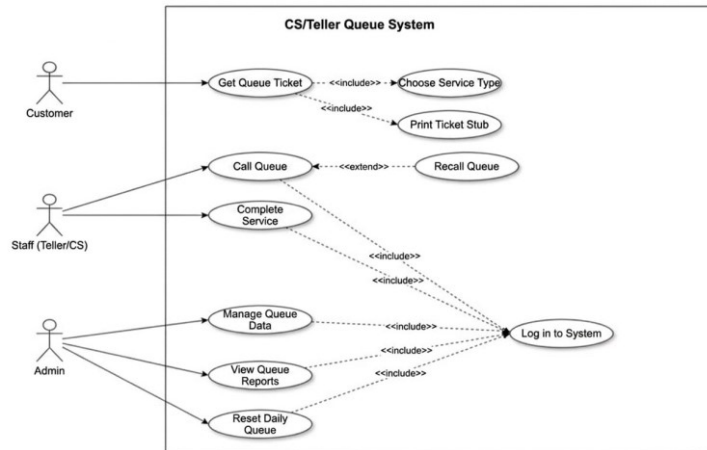 CS/Teller Queue System
Customer
Get Queue Ticket
<<include>>
Choose Service Type
<<include>>
Print Ticket Stub
Staff (Teller/CS)
Call Queue
<<extend>>
Recall Queue
Complete
Service
<<include>>
<<include>>
Admin
Manage Queue
Data
<<include>>
Log in to System
View Queue
Reports
<<include>>
Reset Daily
Queue
<<include>>